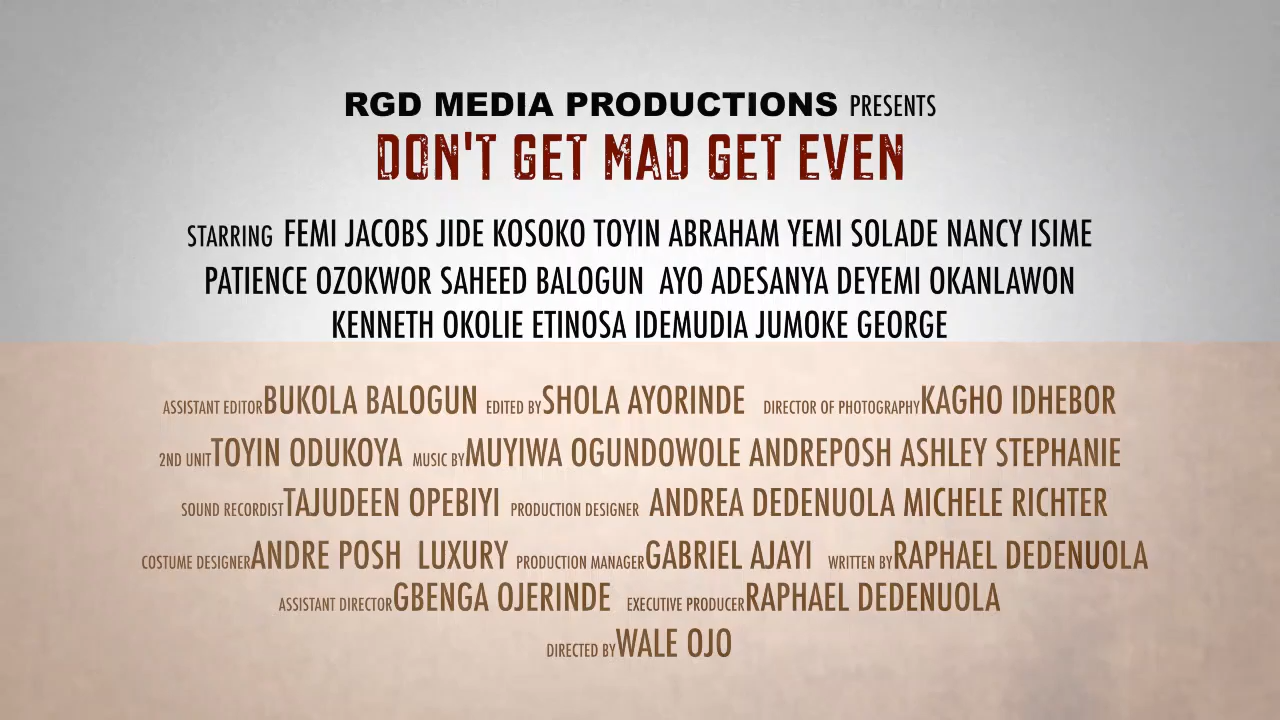 RGD MEDIA PRODUCTIONS PRESENTS
DON'T GET MAD GET EVEN
STARRING FEMI JACOBS JIDE KOSOKO TOYIN ABRAHAM YEMI SOLADE NANCY ISIME
PATIENCE OZOKWOR SAHEED BALOGUN AYO ADESANYA DEYEMI OKANLAWON
KENNETH OKOLIE ETINOSA IDEMUDIA JUMOKE GEORGE
ASSISTANT EDITOR BUKOLA BALOGUN EDITED BY SHOLA AYORINDE DIRECTOR OF PHOTOGRAPHY KAGHO IDHEBOR
2ND UNIT TOYIN ODUKOYA MUSIC BY MUYIWA OGUNDOWOLE ANDREPOSH ASHLEY STEPHANIE
SOUND RECORDIST TAJUDEEN OPEBIYI PRODUCTION DESIGNER ANDREA DEDENUOLA MICHELE RICHTER
COSTUME DESIGNER ANDRE POSH LUXURY PRODUCTION MANAGER GABRIEL AJAYI WRITTEN BY RAPHAEL DEDENUOLA
ASSISTANT DIRECTOR GBENGA OJERINDE EXECUTIVE PRODUCER RAPHAEL DEDENUOLA
DIRECTED BY WALE OJO